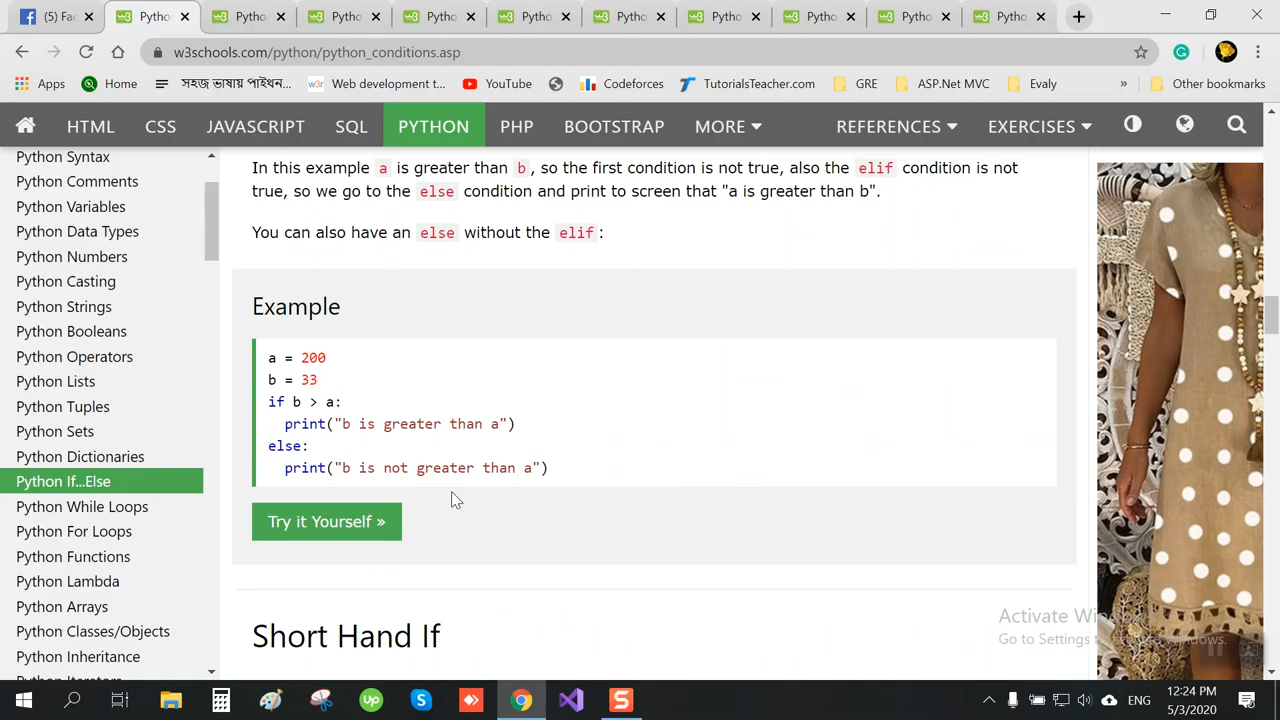 (5) Fac
Pytho
Pytho
Pytho
Pytho
Pytho
Pytho
Pytho
Pytho
Pytho
Pytho
w3schools.com/python/python_conditions.asp
Apps
Home
সহজ ভাষায় পাইথন...
Web development t...
YouTube
Codeforces
TutorialsTeacher.com
GRE
ASP.Net MVC
Evaly
»
Other bookmarks
HTML
CSS
JAVASCRIPT
SQL
PYTHON
PHP
BOOTSTRAP
MORE
REFERENCES
EXERCISES
Python Syntax
Python Comments
Python Variables
Python Data Types
Python Numbers
Python Casting
Python Strings
Python Booleans
Python Operators
Python Lists
Python Tuples
Python Sets
Python Dictionaries
Python If...Else
Python While Loops
Python For Loops
Python Functions
Python Lambda
Python Arrays
Python Classes/Objects
Python Inheritance
In this example a is greater than b, so the first condition is not true, also the elif condition is not
true, so we go to the else condition and print to screen that "a is greater than b".
You can also have an else without the elif:
Example
a = 200
b = 33
if b > a:
print("b is greater than a")
else:
print("b is not greater than a")
Try it Yourself »
Short Hand If
Activate Windows
Go to Settings to activate Windows.
ENG
12:24 PM
5/3/2020